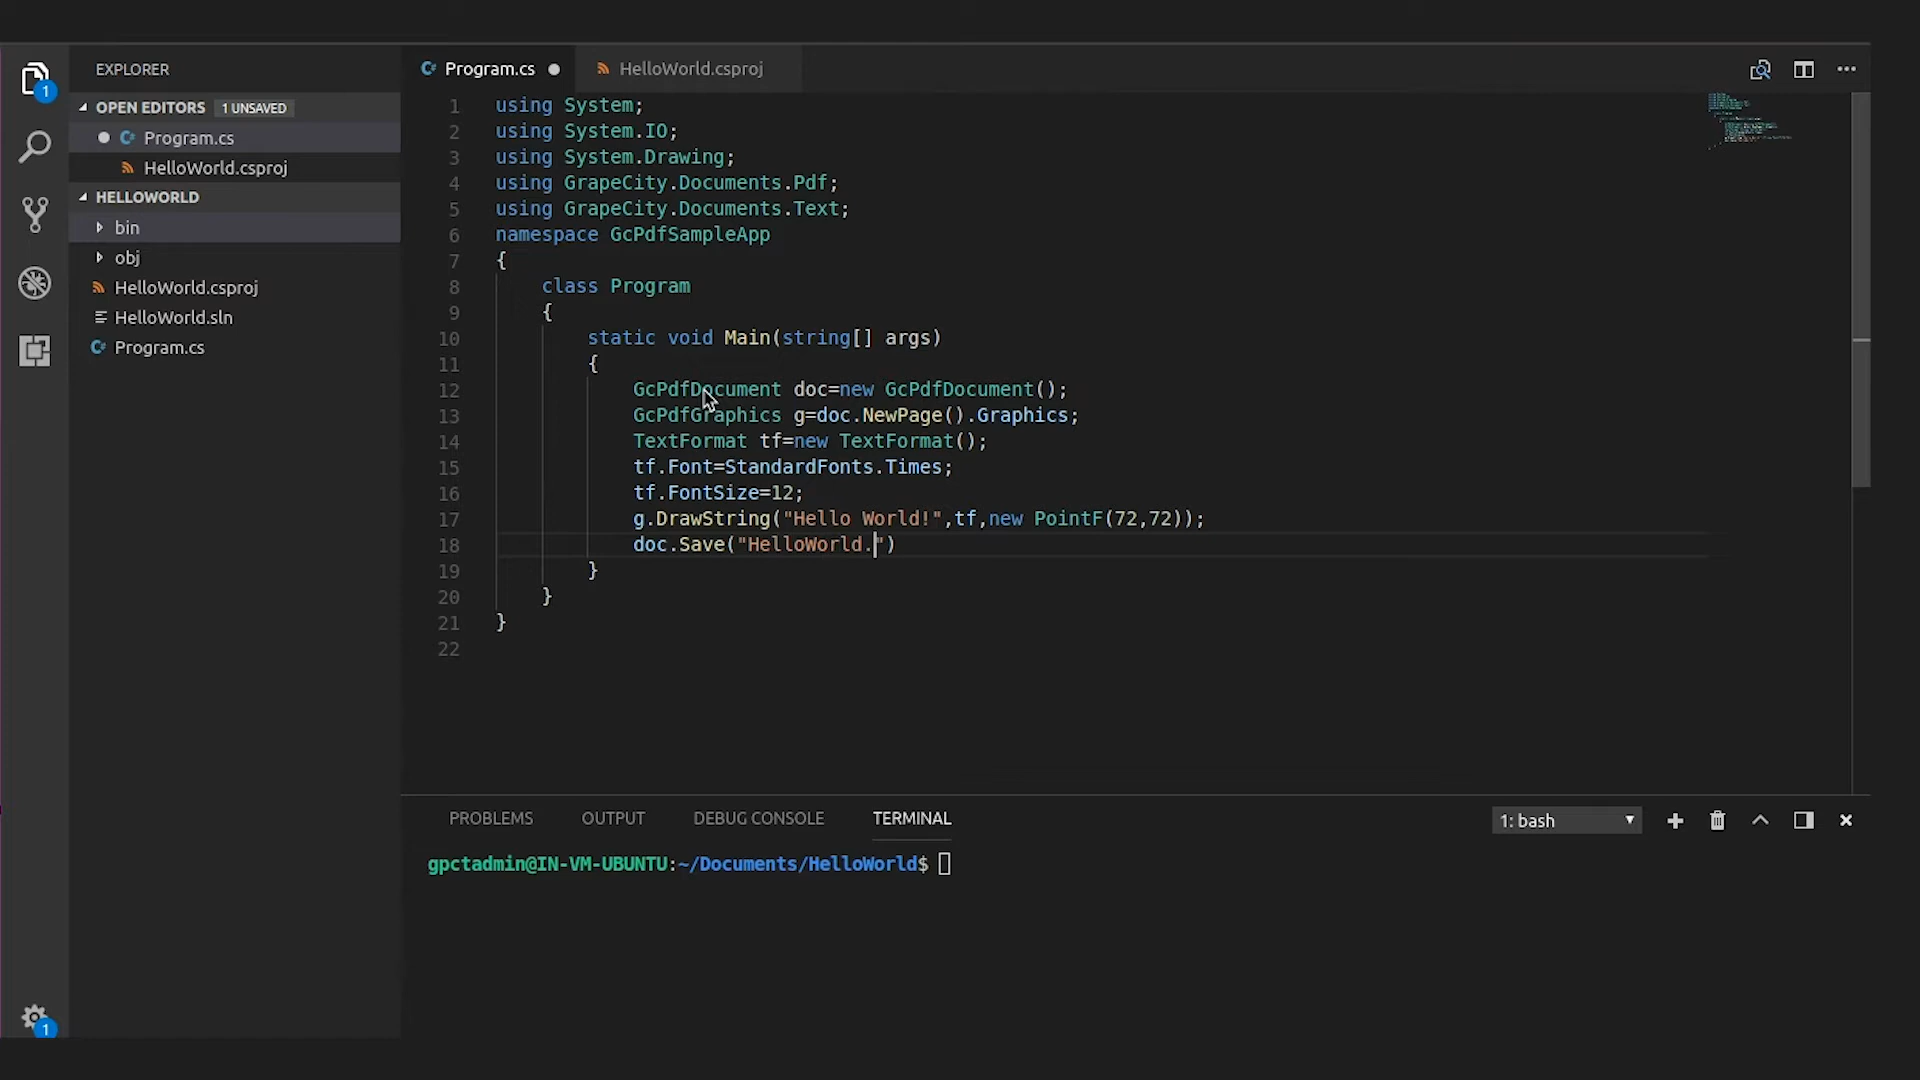 EXPLORER
OPEN EDITORS 1 UNSAVED
Program.cs
HelloWorld.csproj
HELLOWORLD
bin
obj
HelloWorld.csproj
HelloWorld.sln
Program.cs
1
1
Program.cs
HelloWorld.csproj
1 using System;
2 using System.IO;
3 using System.Drawing;
4 using GrapeCity.Documents.Pdf;
5 using GrapeCity.Documents.Text;
6 namespace GcPdfSampleApp
7 {
8 class Program
9 {
10 static void Main(string[] args)
11 {
12 GcPdfDocument doc=new GcPdfDocument();
13 GcPdfGraphics g=doc.NewPage().Graphics;
14 TextFormat tf=new TextFormat();
15 tf.Font=StandardFonts.Times;
16 tf.FontSize=12;
17 g.DrawString("Hello World!",tf,new PointF(72,72));
18 doc.Save("HelloWorld.")
19 }
20 }
21 }
22
PROBLEMS OUTPUT DEBUG CONSOLE TERMINAL 1: bash
gpctadmin@IN-VM-UBUNTU:~/Documents/HelloWorld$